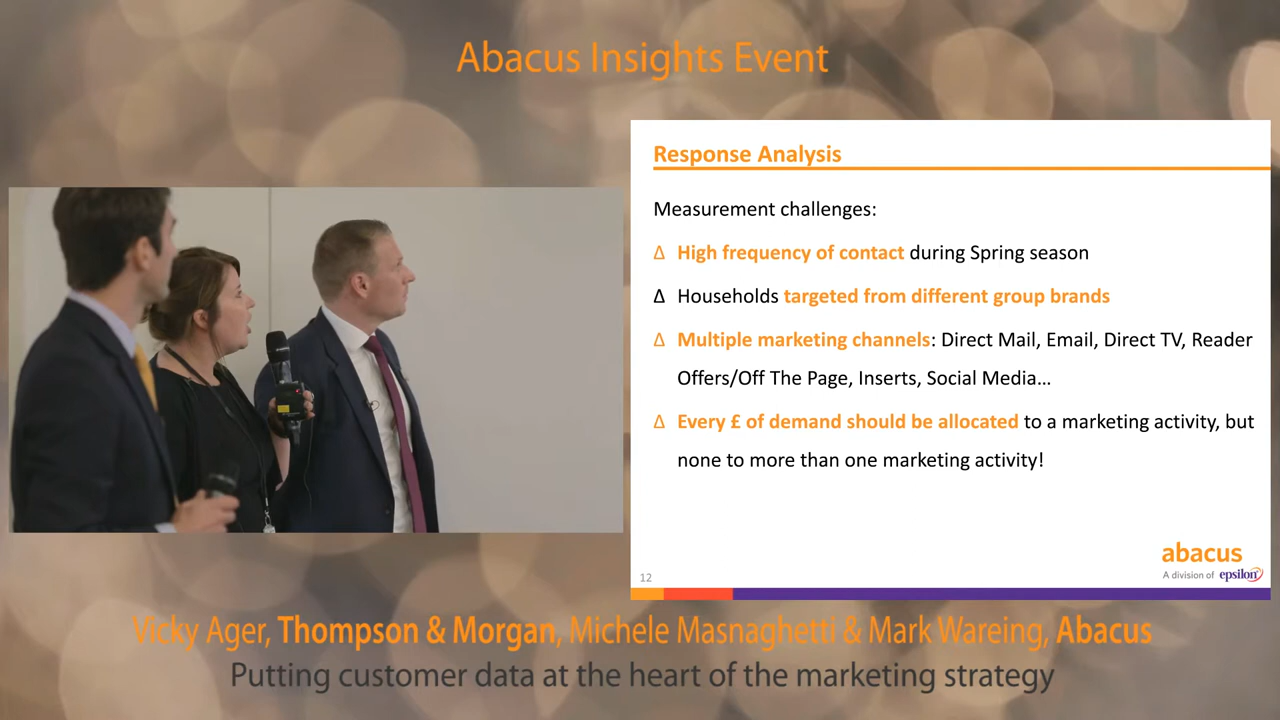 Abacus Insights Event
Response Analysis
Measurement challenges:
Δ High frequency of contact during Spring season
Δ Households targeted from different group brands
Δ Multiple marketing channels: Direct Mail, Email, Direct TV, Reader
Offers/Off The Page, Inserts, Social Media...
Δ Every £ of demand should be allocated to a marketing activity, but
none to more than one marketing activity!
abacus
A division of epsilon
12
Vicky Ager, Thompson & Morgan, Michele Masnaghetti & Mark Wareing, Abacus
Putting customer data at the heart of the marketing strategy